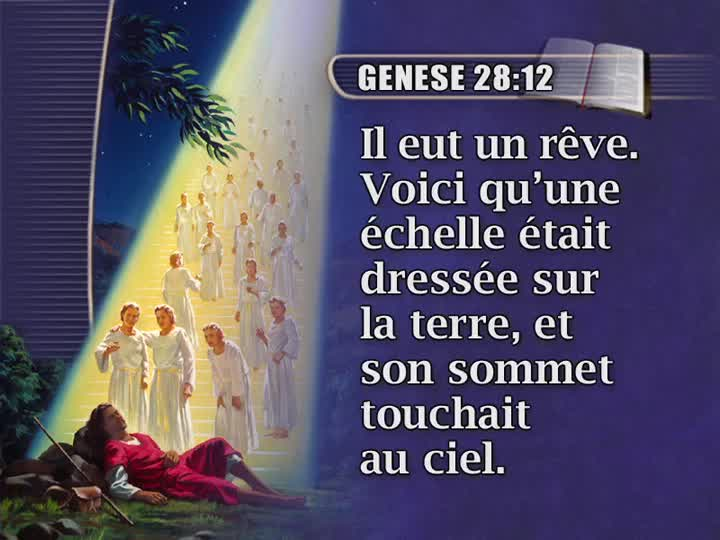 GENESE 28:12
Il eut un rêve.
Voici qu’une
échelle était
dressée sur
la terre, et
son sommet
touchait
au ciel.